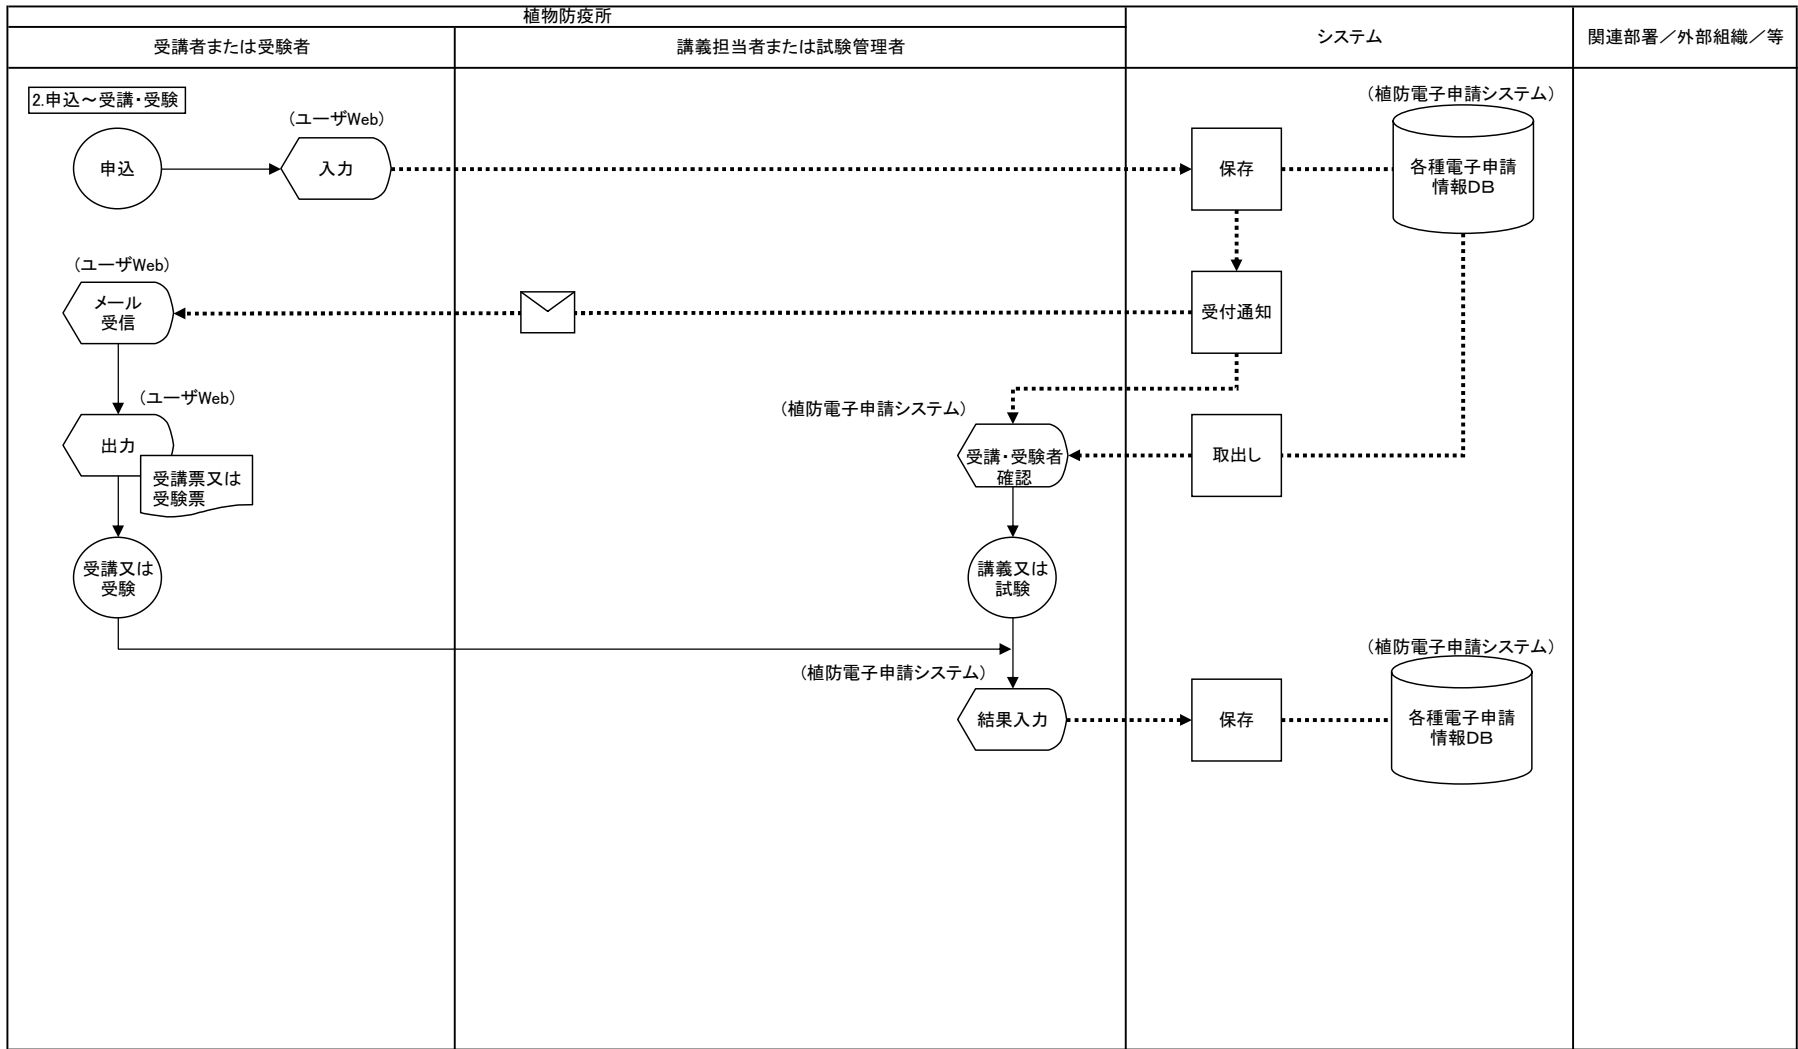 植物防疫所
受講者または受験者
講義担当者または試験管理者
システム
関連部署／外部組織／等
2.申込～受講・受験
申込
(ユーザWeb)
入力
保存
(植防電子申請システム)
各種電子申請
情報DB
(ユーザWeb)
メール
受信
受付通知
(ユーザWeb)
出力
受講票又は
受験票
(植防電子申請システム)
受講・受験者
確認
取出し
受講又は
受験
講義又は
試験
(植防電子申請システム)
結果入力
保存
(植防電子申請システム)
各種電子申請
情報DB